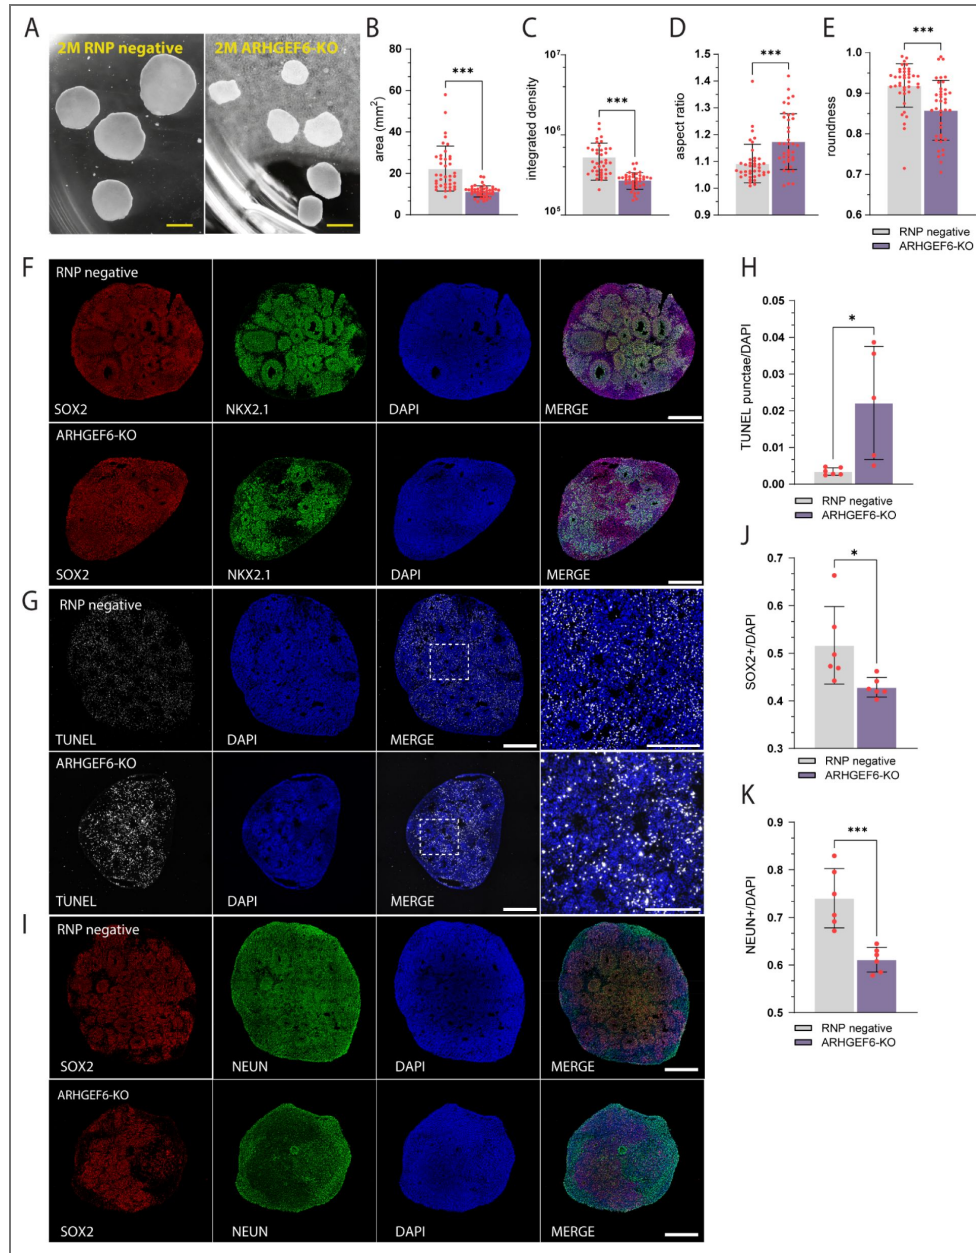 A
2M RNP negative
2M ARHGEF6-KO
B
area (mm²)
80
60
40
20
0
***
C
integrated density
10⁷
10⁶
10⁵
***
D
aspect ratio
1.5
1.4
1.3
1.2
1.1
1.0
0.9
***
E
roundness
1.0
0.9
0.8
0.7
0.6
***
RNP negative
ARHGEF6-KO
F
RNP negative
SOX2
NKX2.1
DAPI
MERGE
ARHGEF6-KO
SOX2
NKX2.1
DAPI
MERGE
G
RNP negative
TUNEL
DAPI
MERGE
ARHGEF6-KO
TUNEL
DAPI
MERGE
H
TUNEL punctae/DAPI
0.05
0.04
0.03
0.02
0.01
0.00
*
RNP negative
ARHGEF6-KO
I
RNP negative
SOX2
NEUN
DAPI
MERGE
ARHGEF6-KO
SOX2
NEUN
DAPI
MERGE
J
SOX2+/DAPI
0.7
0.6
0.5
0.4
0.3
*
RNP negative
ARHGEF6-KO
K
NEUN+/DAPI
0.9
0.8
0.7
0.6
0.5
***
RNP negative
ARHGEF6-KO